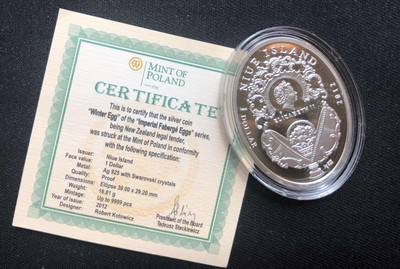 MINT OF
POLAND
CERTIFICATE
This is to certify that the silver coin
"Winter Egg" of the "Imperial Fabergé Eggs" series,
being New Zealand legal tender,
was struck at the Mint of Poland in conformity
with the following specification:
Issuer: Niue Island
Face value: 1 Dollar
Metal: Ag 925 with Swarovski crystals
Quality: Proof
Dimensions: Ellipse 39.00 x 29.20 mm
Weight: 16.81 g
Mintage: Up to 9999 pcs
Year of issue: 2012
Designer: Robert Kotowicz
President of the Board
Tadeusz Steckiewicz
NIUE ISLAND
2012
1 DOLLAR
ELIZABETH II